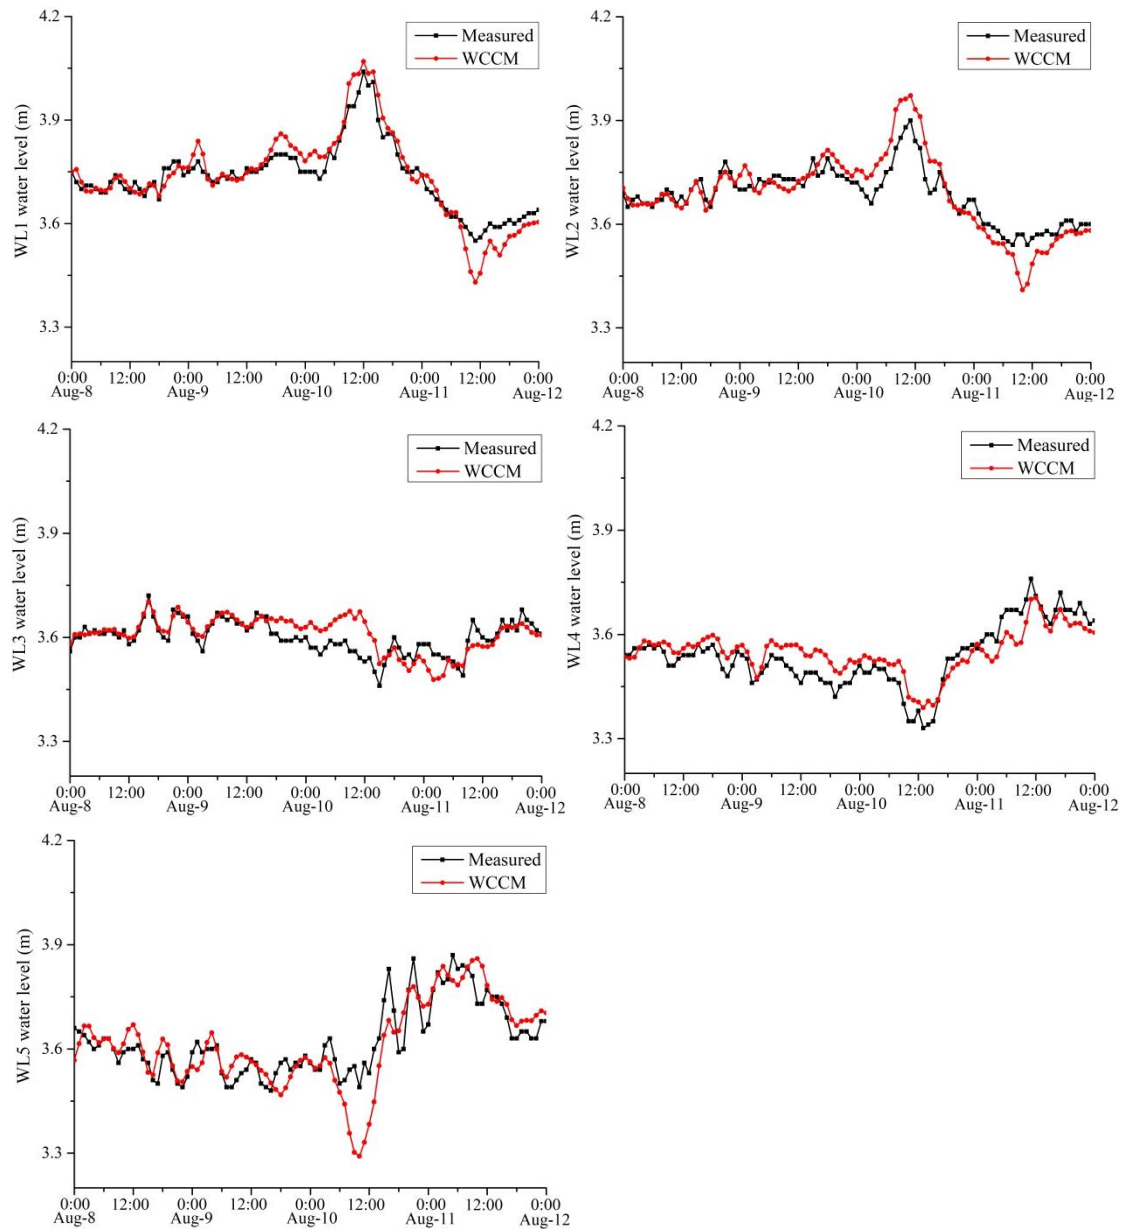 4.2
3.9
3.6
3.3
WL1 water level (m)
Measured
WCCM
0:00 12:00 0:00 12:00 0:00 12:00 0:00 12:00 0:00
Aug-8 Aug-9 Aug-10 Aug-11 Aug-12
4.2
3.9
3.6
3.3
WL2 water level (m)
Measured
WCCM
0:00 12:00 0:00 12:00 0:00 12:00 0:00 12:00 0:00
Aug-8 Aug-9 Aug-10 Aug-11 Aug-12
4.2
3.9
3.6
3.3
WL3 water level (m)
Measured
WCCM
0:00 12:00 0:00 12:00 0:00 12:00 0:00 12:00 0:00
Aug-8 Aug-9 Aug-10 Aug-11 Aug-12
4.2
3.9
3.6
3.3
WL4 water level (m)
Measured
WCCM
0:00 12:00 0:00 12:00 0:00 12:00 0:00 12:00 0:00
Aug-8 Aug-9 Aug-10 Aug-11 Aug-12
4.2
3.9
3.6
3.3
WL5 water level (m)
Measured
WCCM
0:00 12:00 0:00 12:00 0:00 12:00 0:00 12:00 0:00
Aug-8 Aug-9 Aug-10 Aug-11 Aug-12